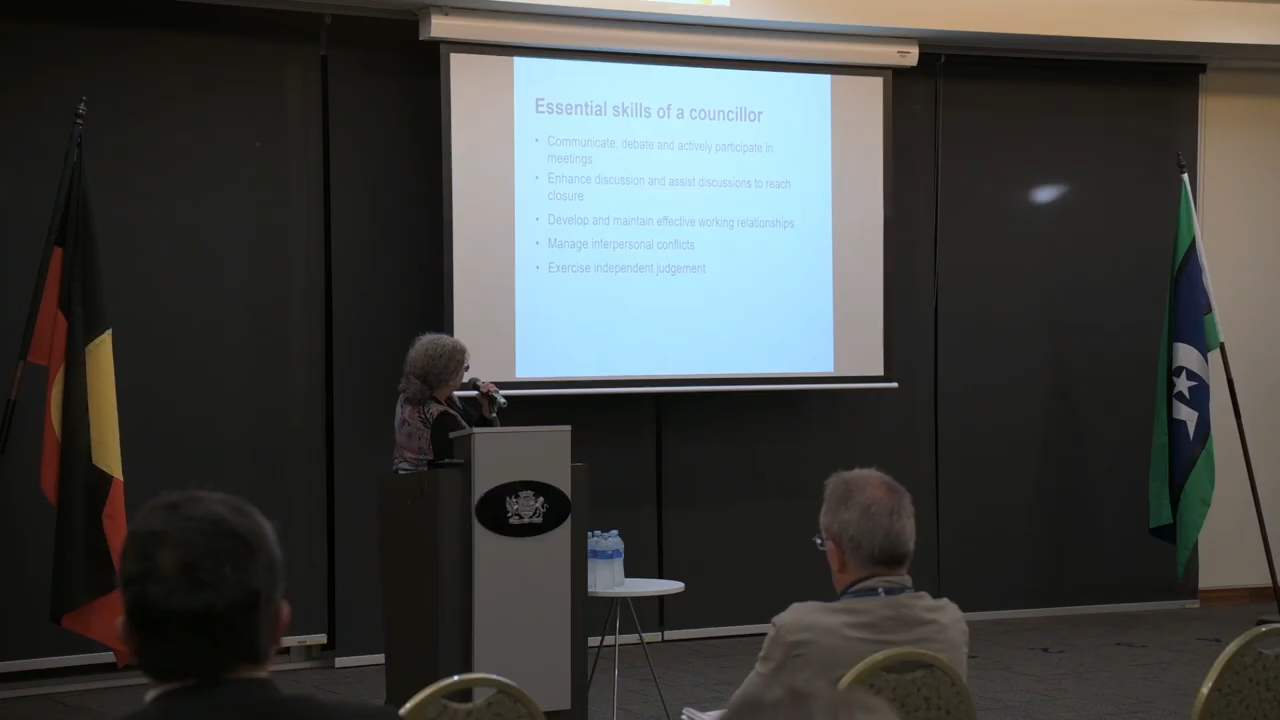 Essential skills of a councillor
• Communicate, debate and actively participate in
meetings
• Enhance discussion and assist discussions to reach
closure
• Develop and maintain effective working relationships
• Manage interpersonal conflicts
• Exercise independent judgement